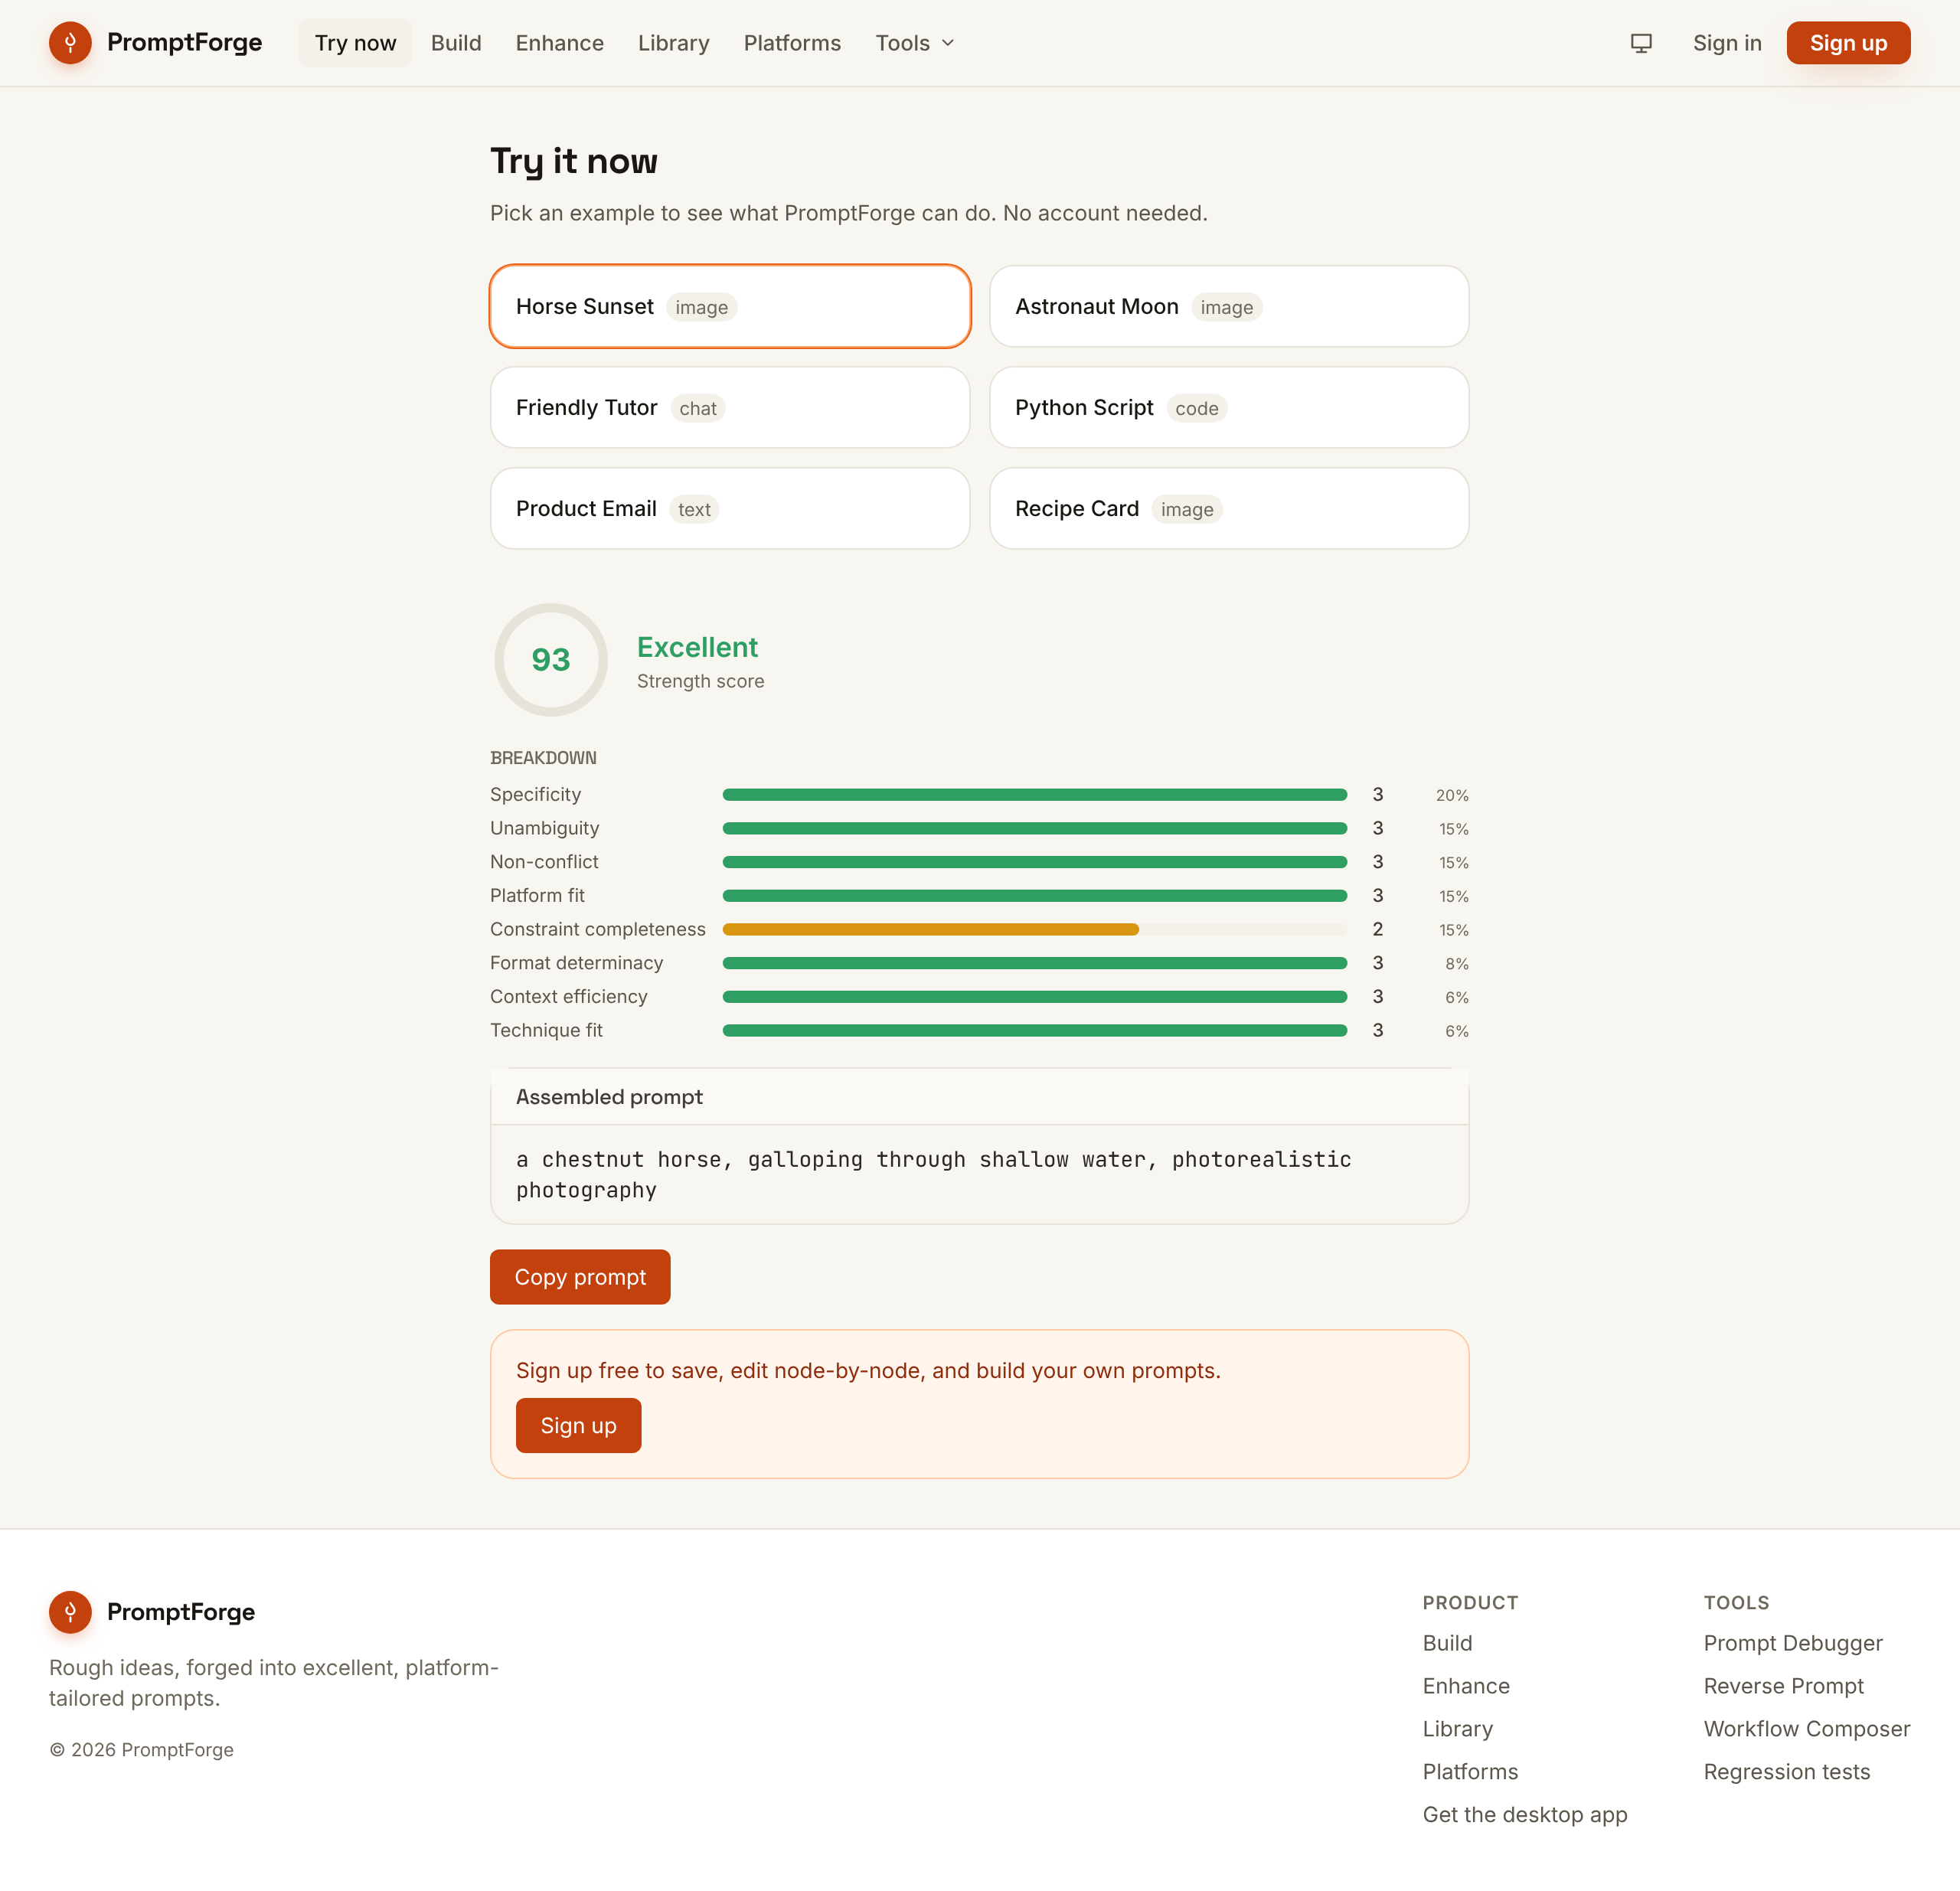 PromptForge Try now Build Enhance Library Platforms Tools Sign in Sign up
Try it now
Pick an example to see what PromptForge can do. No account needed.
Horse Sunset image
Astronaut Moon image
Friendly Tutor chat
Python Script code
Product Email text
Recipe Card image
93
Excellent
Strength score
BREAKDOWN
Specificity 3 20%
Unambiguity 3 15%
Non-conflict 3 15%
Platform fit 3 15%
Constraint completeness 2 15%
Format determinacy 3 8%
Context efficiency 3 6%
Technique fit 3 6%
Assembled prompt
a chestnut horse, galloping through shallow water, photorealistic
photography
Copy prompt
Sign up free to save, edit node-by-node, and build your own prompts.
Sign up
PromptForge
Rough ideas, forged into excellent, platform-
tailored prompts.
© 2026 PromptForge
PRODUCT
Build
Enhance
Library
Platforms
Get the desktop app
TOOLS
Prompt Debugger
Reverse Prompt
Workflow Composer
Regression tests